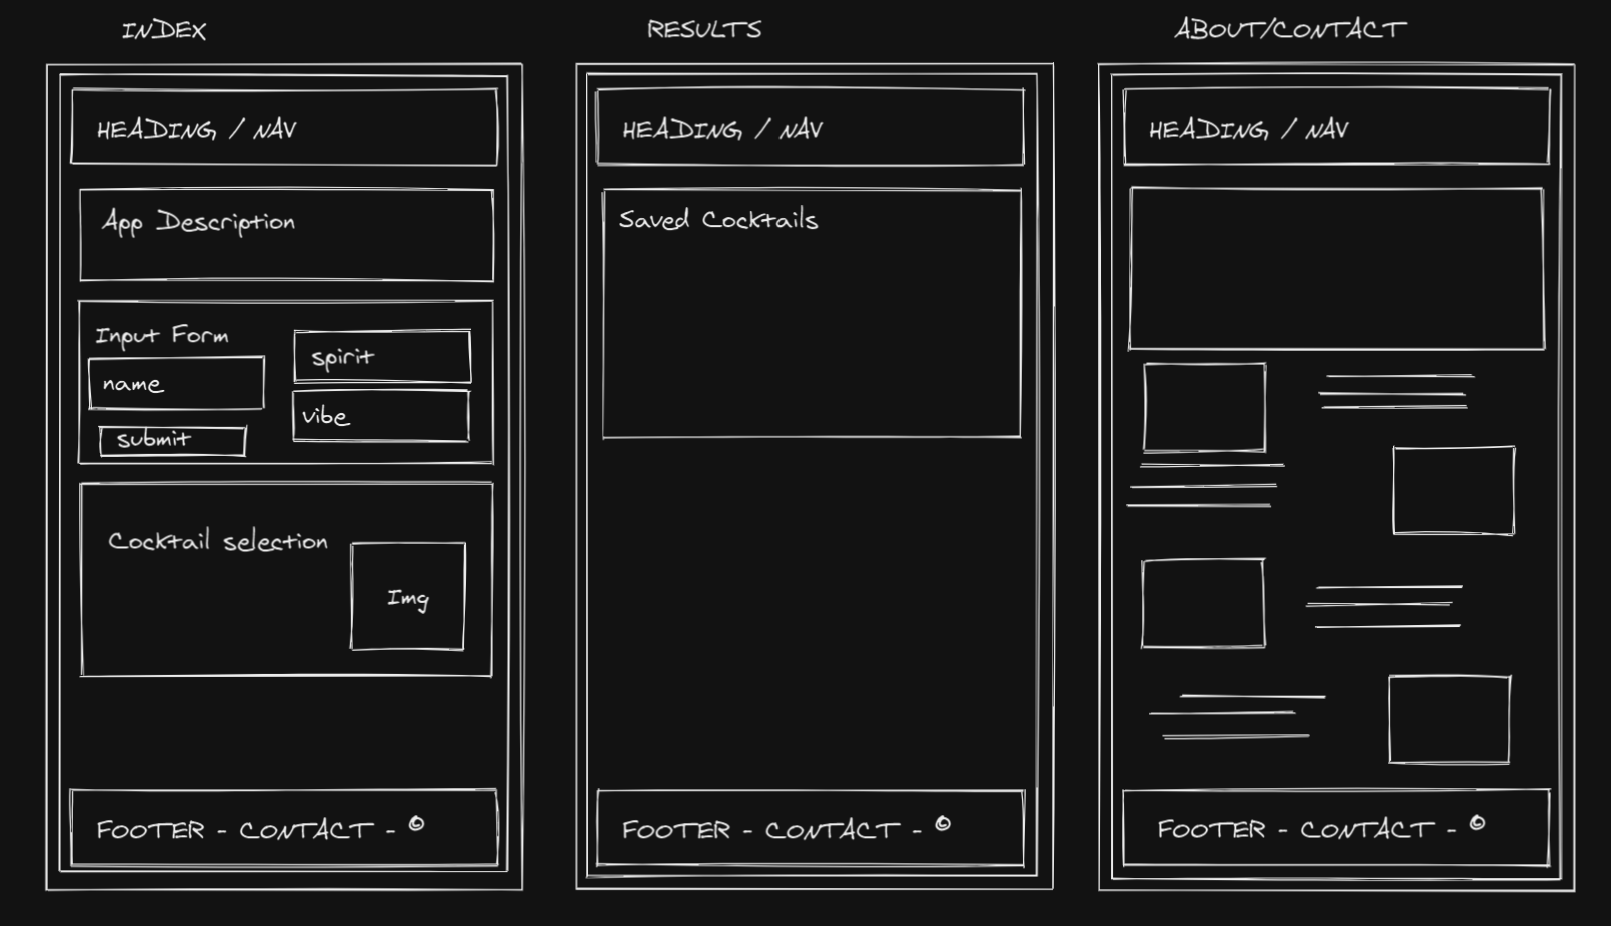 INDEX
HEADING / NAV
App Description
Input Form
name
submit
spirit
vibe
Cocktail selection
Img
FOOTER - CONTACT - ©
RESULTS
HEADING / NAV
Saved Cocktails
FOOTER - CONTACT - ©
ABOUT/CONTACT
HEADING / NAV
FOOTER - CONTACT - ©